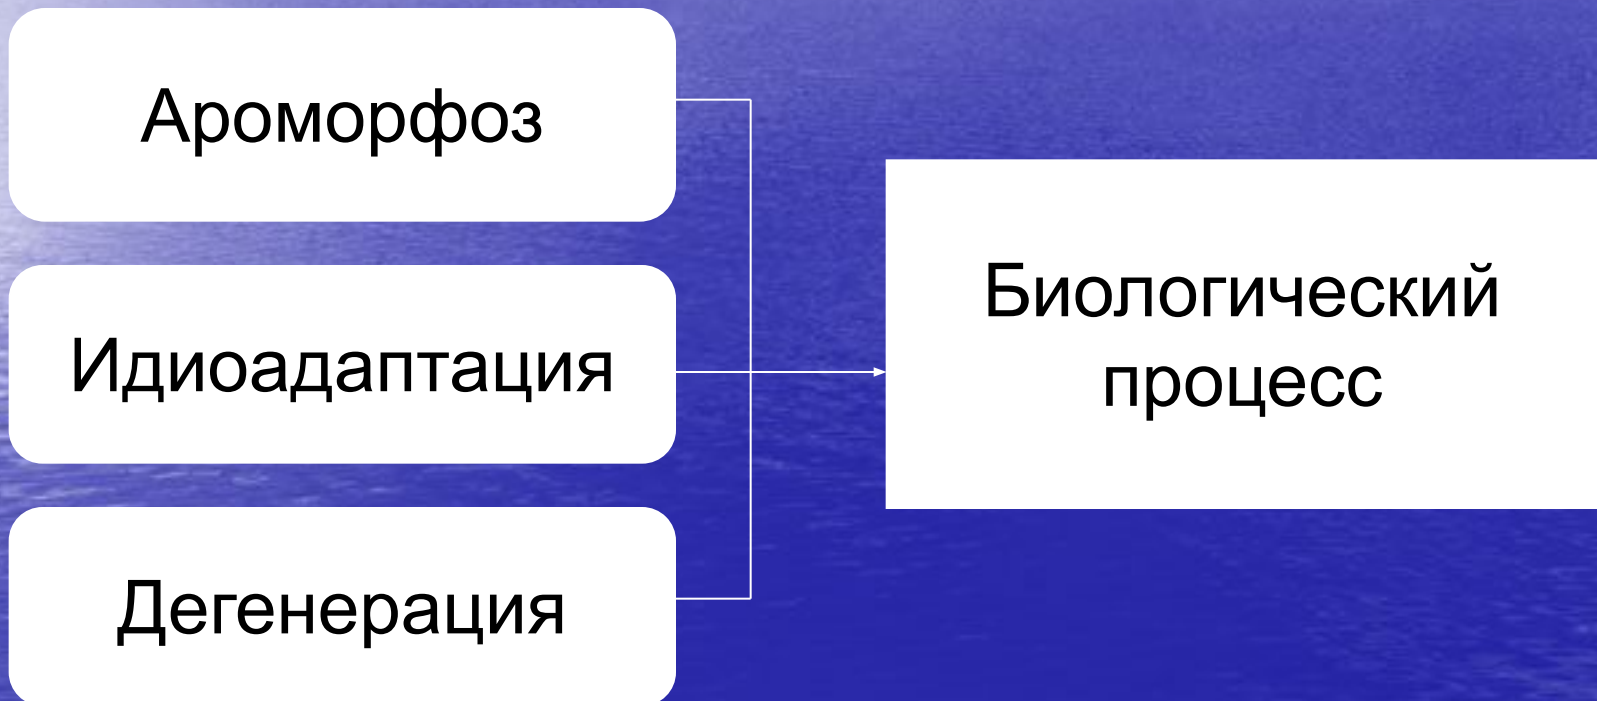 Ароморфоз
Идиоадаптация
Дегенерация
Биологический
процесс